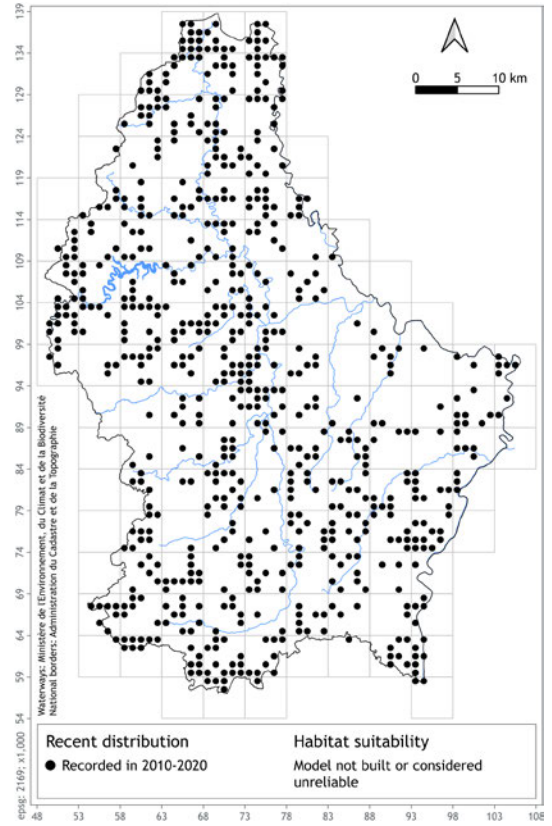 139
134
129
124
119
114
109
104
99
94
89
84
79
74
69
64
59
54
0 5 10 km
Waterways: Ministère de l'Environnement, du Climat et de la Biodiversité
National borders: Administration du Cadastre et de la Topographie
epsg: 2169; x1,000
Recent distribution
Recorded in 2010-2020
Habitat suitability
Model not built or considered
unreliable
48 53 58 63 68 73 78 83 88 93 98 103 108